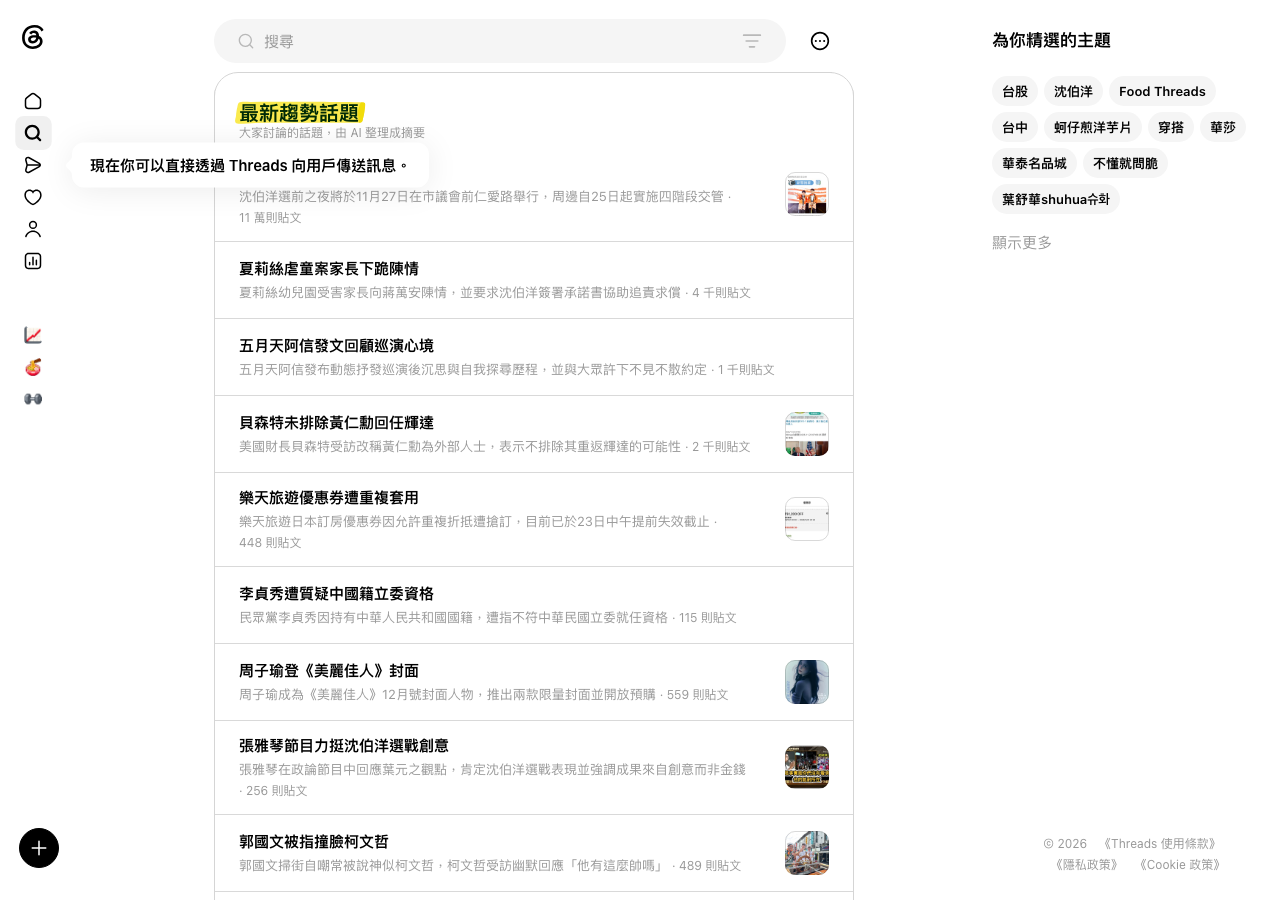 搜尋
最新趨勢話題
大家討論的話題，由 AI 整理成摘要
現在你可以直接透過 Threads 向用戶傳送訊息。
沈伯洋選前之夜將於11月27日在市議會前仁愛路舉行，周邊自25日起實施四階段交管 ·
11 萬則貼文
夏莉絲虐童案家長下跪陳情
夏莉絲幼兒園受害家長向蔣萬安陳情，並要求沈伯洋簽署承諾書協助追責求償 · 4 千則貼文
五月天阿信發文回顧巡演心境
五月天阿信發布動態抒發巡演後沉思與自我探尋歷程，並與大眾許下不見不散約定 · 1 千則貼文
貝森特未排除黃仁勳回任輝達
美國財長貝森特受訪改稱黃仁勳為外部人士，表示不排除其重返輝達的可能性 · 2 千則貼文
樂天旅遊優惠券遭重複套用
樂天旅遊日本訂房優惠券因允許重複折抵遭搶訂，目前已於23日中午提前失效截止 ·
448 則貼文
李貞秀遭質疑中國籍立委資格
民眾黨李貞秀因持有中華人民共和國國籍，遭指不符中華民國立委就任資格 · 115 則貼文
周子瑜登《美麗佳人》封面
周子瑜成為《美麗佳人》12月號封面人物，推出兩款限量封面並開放預購 · 559 則貼文
張雅琴節目力挺沈伯洋選戰創意
張雅琴在政論節目中回應葉元之觀點，肯定沈伯洋選戰表現並強調成果來自創意而非金錢
· 256 則貼文
郭國文被指撞臉柯文哲
郭國文掃街自嘲常被說神似柯文哲，柯文哲受訪幽默回應「他有這麼帥嗎」 · 489 則貼文
為你精選的主題
台股 沈伯洋 Food Threads
台中 蚵仔煎洋芋片 穿搭 華莎
華泰名品城 不懂就問脆
葉舒華shuhua슈화
顯示更多
© 2026 《Threads 使用條款》
《隱私政策》 《Cookie 政策》